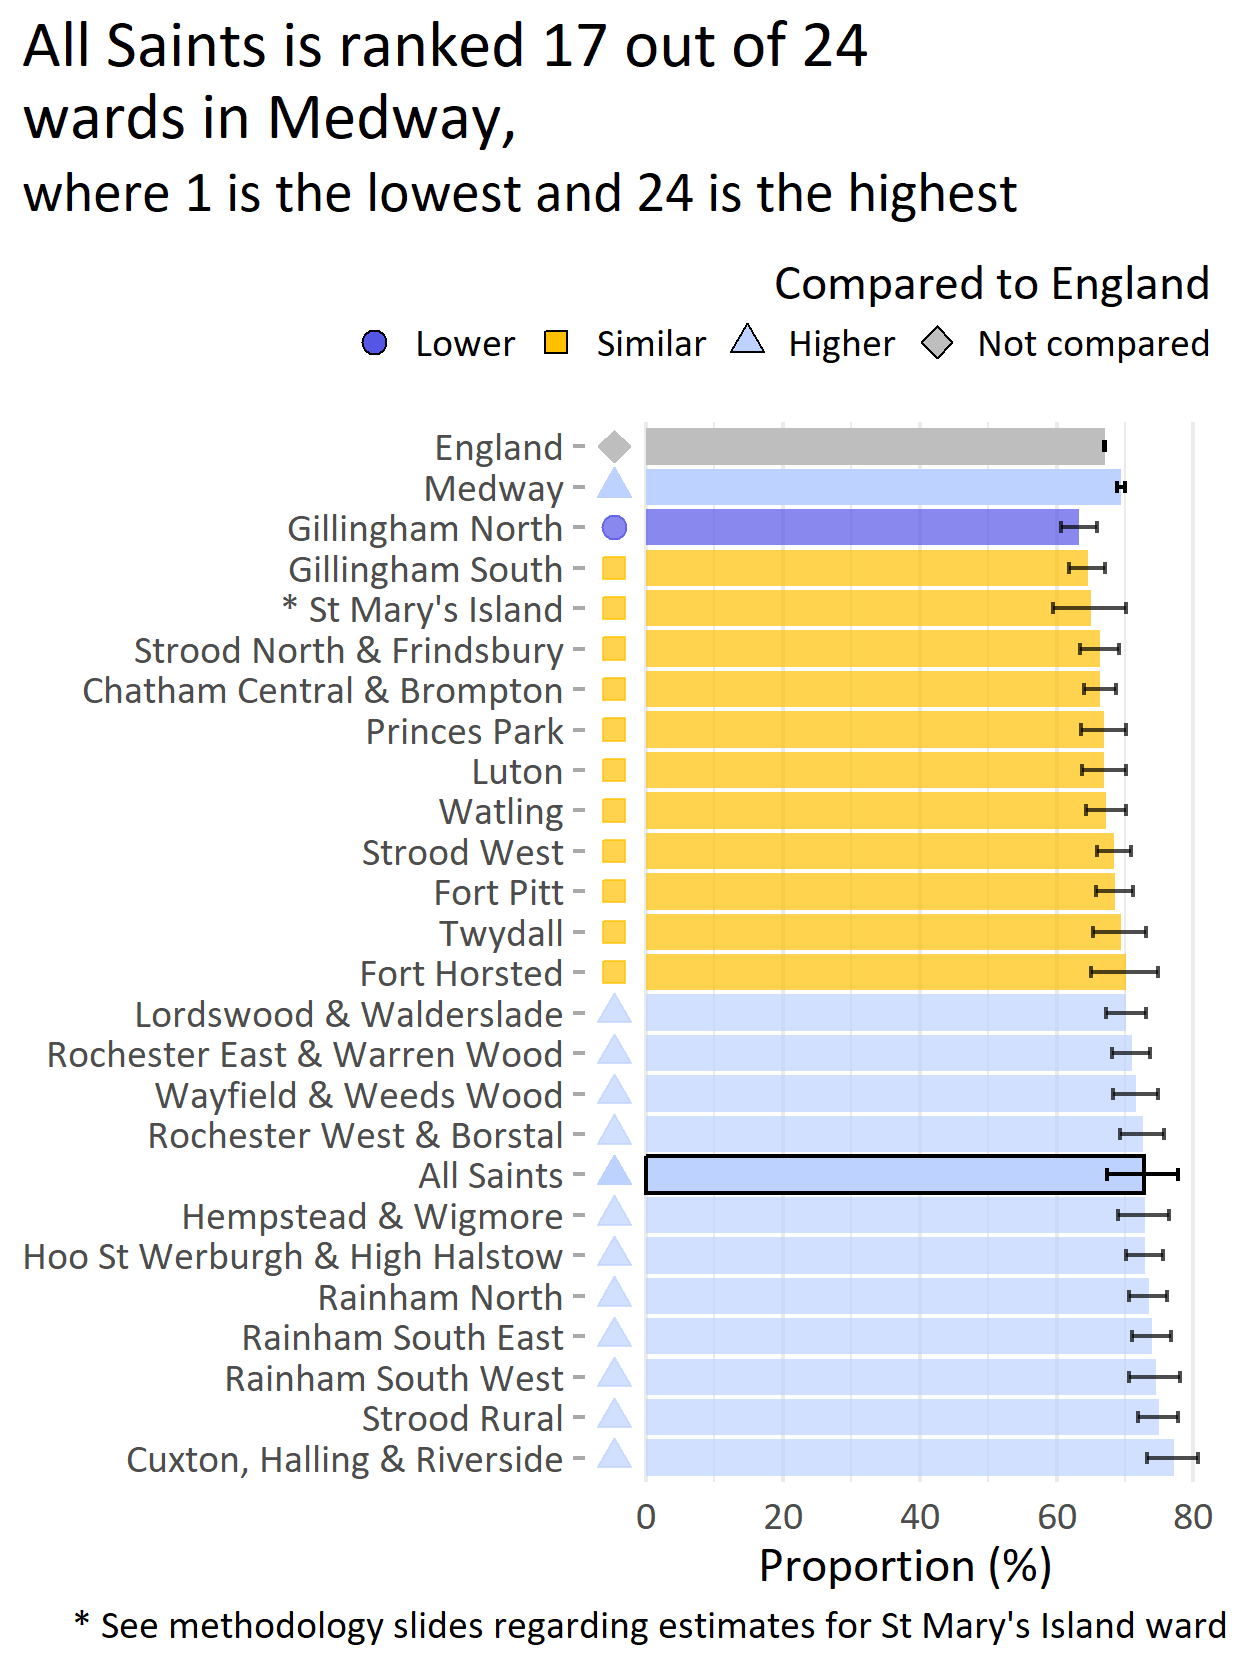 All Saints is ranked 17 out of 24
wards in Medway,
where 1 is the lowest and 24 is the highest
Compared to England
Lower Similar Higher Not compared
England
Medway
Gillingham North
Gillingham South
* St Mary's Island
Strood North & Frindsbury
Chatham Central & Brompton
Princes Park
Luton
Watling
Strood West
Fort Pitt
Twydall
Fort Horsted
Lordswood & Walderslade
Rochester East & Warren Wood
Wayfield & Weeds Wood
Rochester West & Borstal
All Saints
Hempstead & Wigmore
Hoo St Werburgh & High Halstow
Rainham North
Rainham South East
Rainham South West
Strood Rural
Cuxton, Halling & Riverside
0 20 40 60 80
Proportion (%)
* See methodology slides regarding estimates for St Mary's Island ward